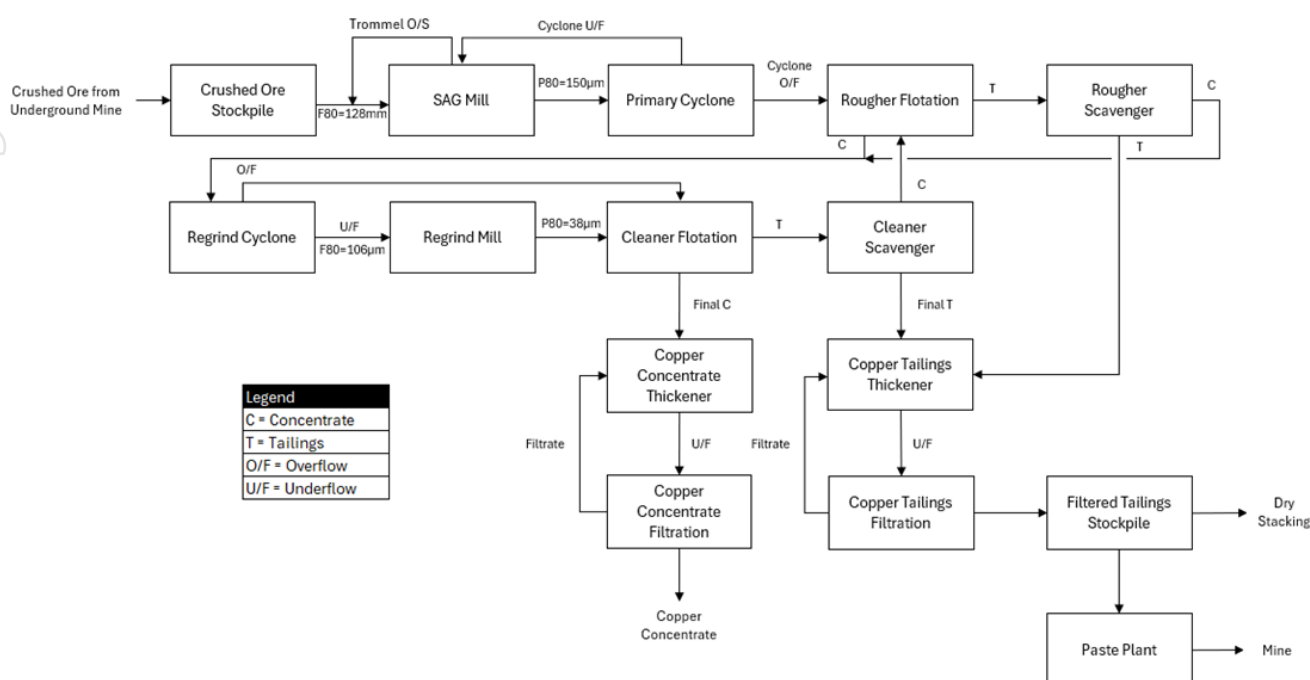 Trommel O/S
Cyclone U/F
Crushed Ore from
Underground Mine
Crushed Ore
Stockpile
F80=128mm
SAG Mill
P80=150µm
Primary Cyclone
Cyclone
O/F
Rougher Flotation
T
Rougher
Scavenger
C
C
T
O/F
C
Regrind Cyclone
U/F
F80=106µm
Regrind Mill
P80=38µm
Cleaner Flotation
T
Cleaner
Scavenger
Final C
Final T
Copper
Concentrate
Thickener
Copper Tailings
Thickener
Legend
C = Concentrate
T = Tailings
O/F = Overflow
U/F = Underflow
Filtrate
U/F
Filtrate
U/F
Copper
Concentrate
Filtration
Copper Tailings
Filtration
Filtered Tailings
Stockpile
Dry
Stacking
Copper
Concentrate
Paste Plant
Mine